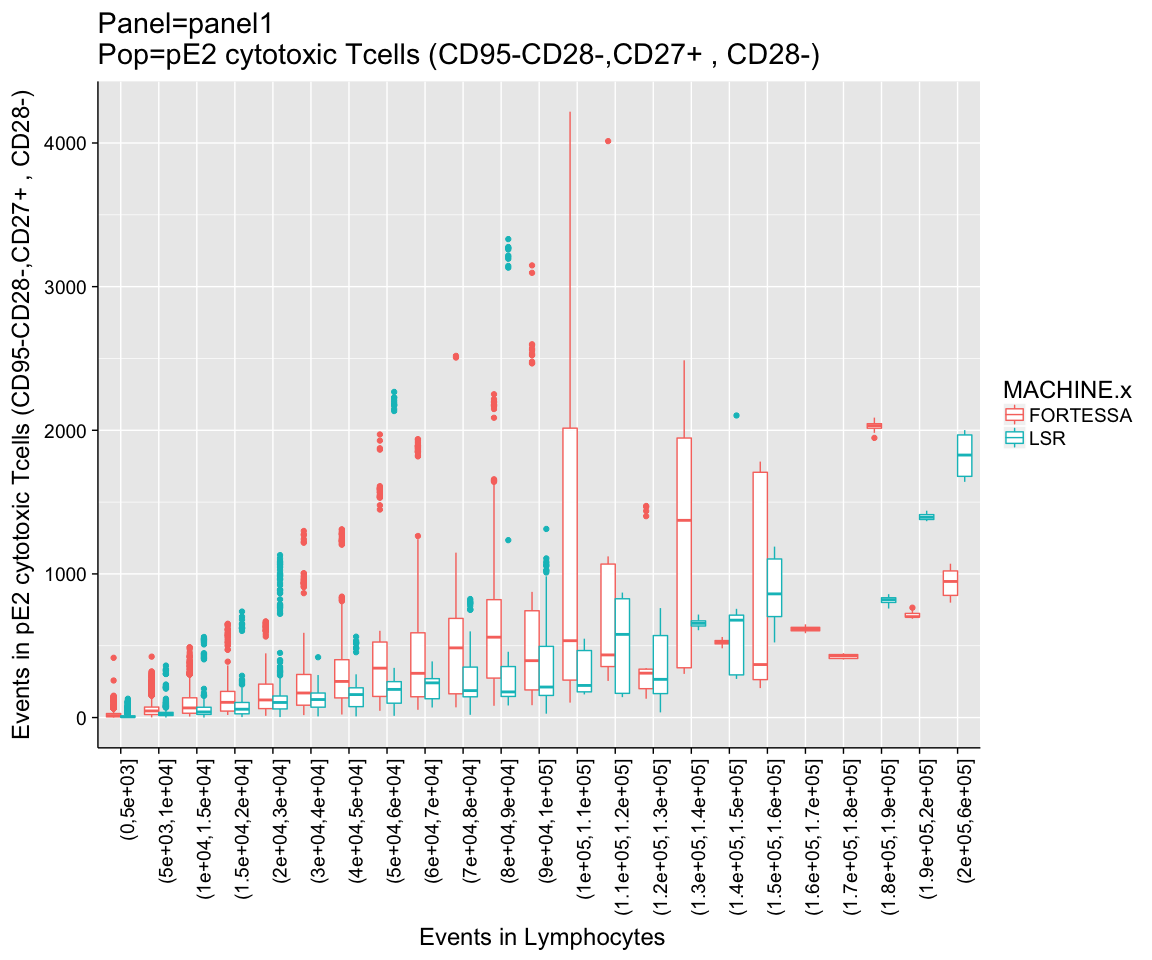 Panel=panel1
Pop=pE2 cytotoxic Tcells (CD95-CD28-,CD27+ , CD28-)
Events in pE2 cytotoxic Tcells (CD95-CD28-,CD27+ , CD28-)
4000
3000
2000
1000
0
MACHINE.x
FORTESSA
LSR
(0,5e+03]
(5e+03,1e+04]
(1e+04,1.5e+04]
(1.5e+04,2e+04]
(2e+04,3e+04]
(3e+04,4e+04]
(4e+04,5e+04]
(5e+04,6e+04]
(6e+04,7e+04]
(7e+04,8e+04]
(8e+04,9e+04]
(9e+04,1e+05]
(1e+05,1.1e+05]
(1.1e+05,1.2e+05]
(1.2e+05,1.3e+05]
(1.3e+05,1.4e+05]
(1.4e+05,1.5e+05]
(1.5e+05,1.6e+05]
(1.6e+05,1.7e+05]
(1.7e+05,1.8e+05]
(1.8e+05,1.9e+05]
(1.9e+05,2e+05]
(2e+05,6e+05]
Events in Lymphocytes